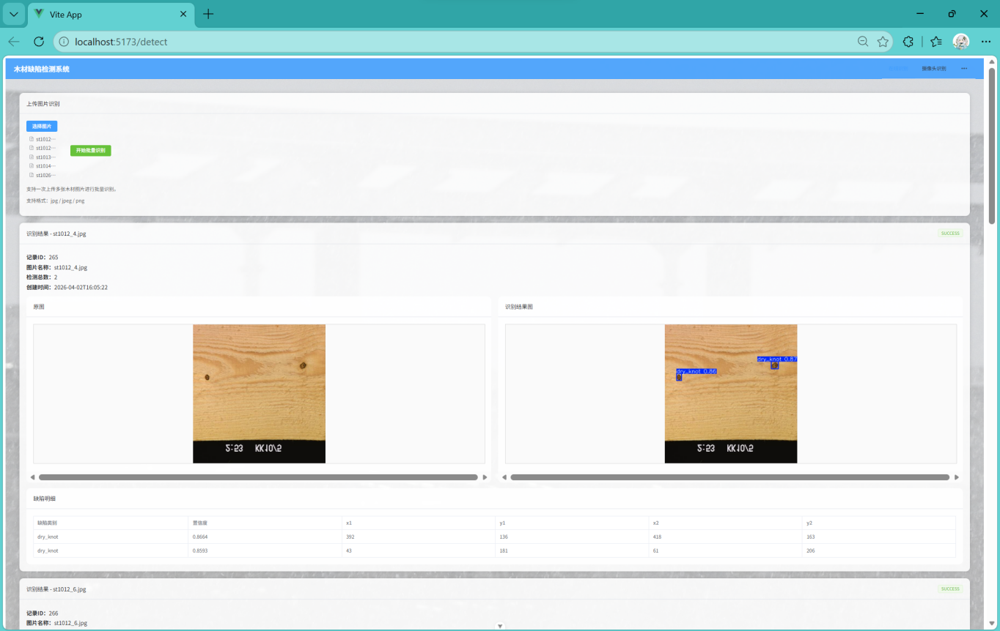 Vite App
localhost:5173/detect
木材缺陷检测系统
摄像头识别
上传图片识别
选择图片
st1012···
st1012···
st1013···
st1014···
st1026···
开始批量识别
支持一次上传多张木材图片进行批量识别。
支持格式：jpg / jpeg / png
识别结果 - st1012_4.jpg
SUCCESS
记录ID：265
图片名称：st1012_4.jpg
检测总数：2
创建时间：2026-04-02T16:05:22
原图
识别结果图
2:53 KK10/5
dry_knot 0.87
dry_knot 0.86
2:53 KK10/5
缺陷明细
缺陷类别 置信度 x1 y1 x2 y2
dry_knot 0.8664 392 136 418 163
dry_knot 0.8593 43 181 61 206
识别结果 - st1012_6.jpg
SUCCESS
记录ID：266
图片名称：st1012_6.jpg